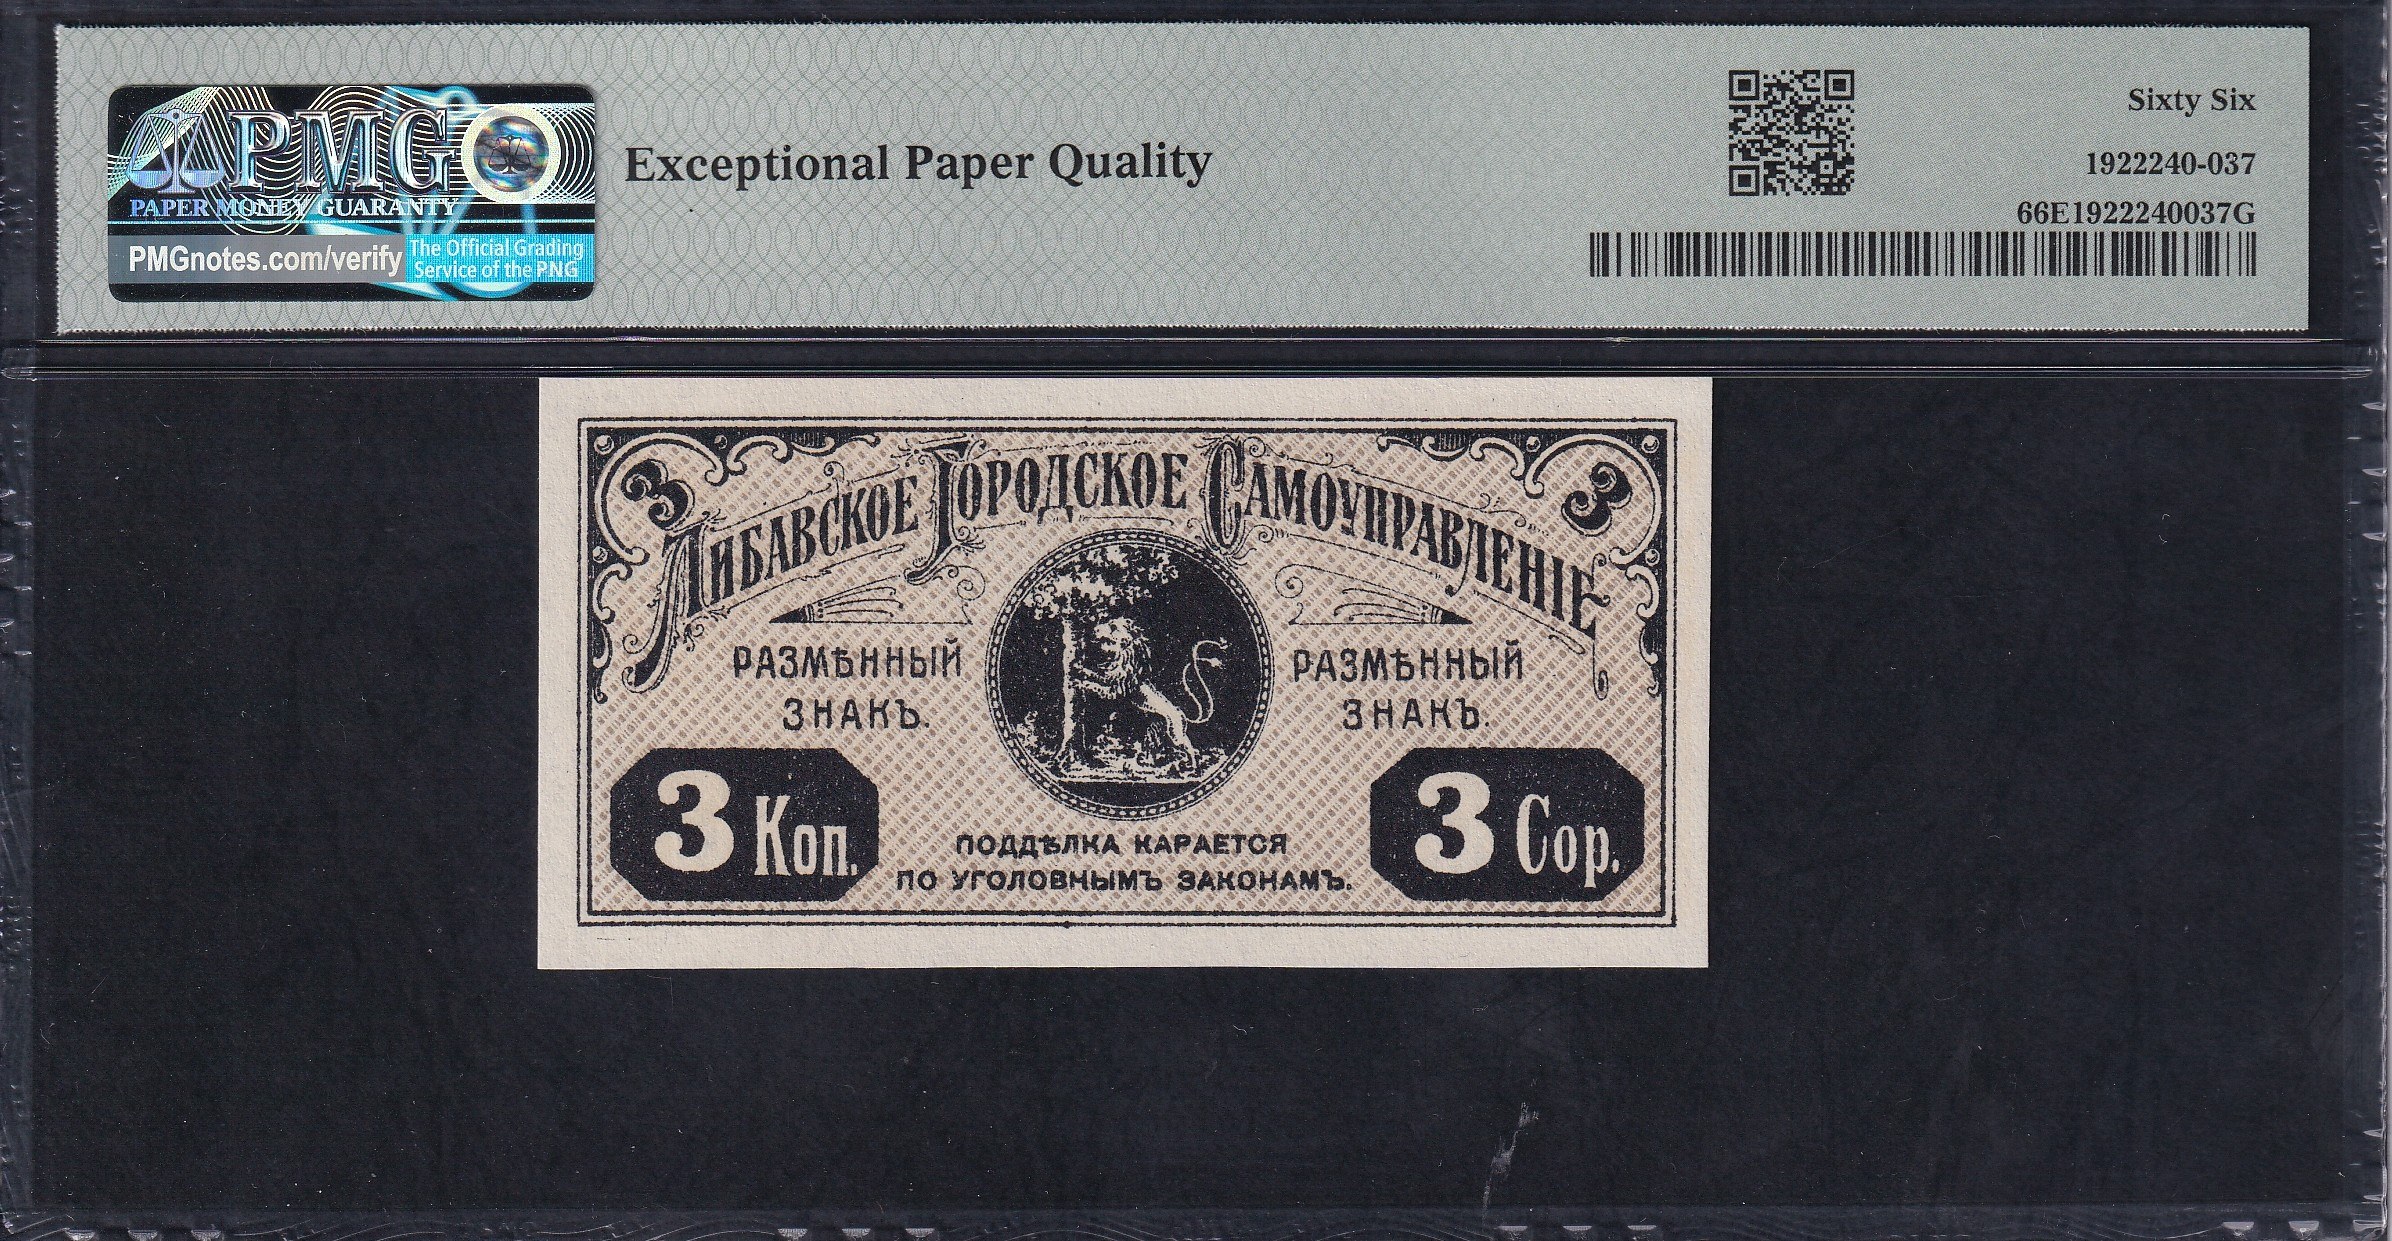 PMG
PAPER MONEY GUARANTY
PMGnotes.com/verify
The Official Grading
Service of the PNG
Exceptional Paper Quality
Sixty Six
1922240-037
66E1922240037G
3 3
Либавское Городское Самоуправленіе
РАЗМѢННЫЙ
ЗНАКЪ.
РАЗМѢННЫЙ
ЗНАКЪ.
3 Коп.
ПОДДѢЛКА КАРАЕТСЯ
ПО УГОЛОВНЫМЪ ЗАКОНАМЪ.
3 Cop.